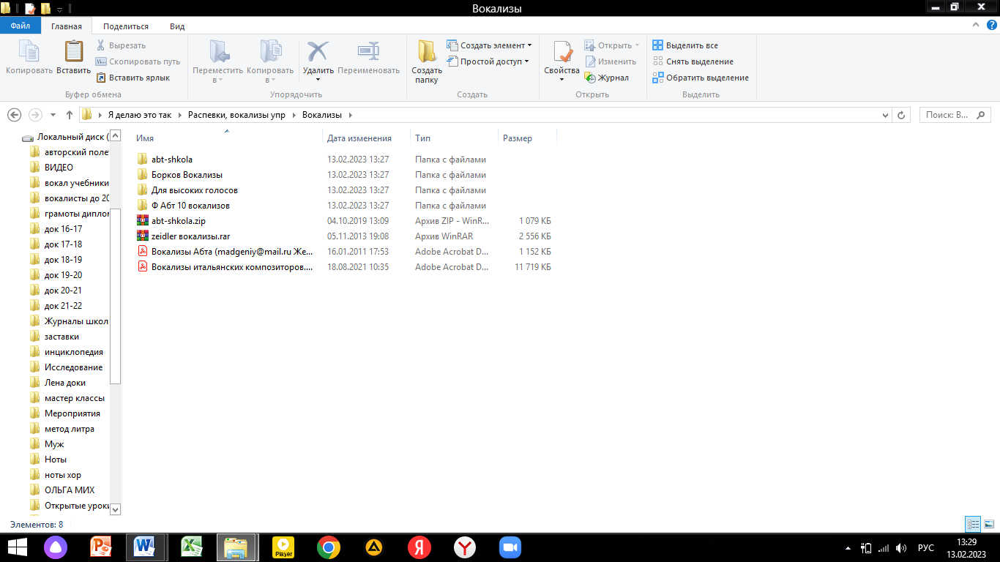 Вокализы
Файл Главная Поделиться Вид
Копировать Вставить Вырезать Скопировать путь Вставить ярлык
Переместить в Копировать в Удалить Переименовать
Создать папку Создать элемент Простой доступ
Свойства Открыть Изменить Журнал
Выделить все Снять выделение Обратить выделение
Буфер обмена Упорядочить Создать Открыть Выделить
Я делаю это так Распевки, вокализы упр Вокализы Поиск: В...
Локальный диск (
авторский поле
ВИДЕО
вокал учебники
вокалисты до 20
грамоты дипло
док 16-17
док 17-18
док 18-19
док 19-20
док 20-21
док 21-22
Журналы школ
заставки
инциклопедия
Исследование
Лена доки
мастер классы
Мероприятия
метод литра
Муж
Ноты
ноты хор
ОЛЬГА МИХ
Открытые урок
Имя Дата изменения Тип Размер
abt-shkola 13.02.2023 13:27 Папка с файлами
Борков Вокализы 13.02.2023 13:27 Папка с файлами
Для высоких голосов 13.02.2023 13:27 Папка с файлами
Ф Абт 10 вокализов 13.02.2023 13:27 Папка с файлами
abt-shkola.zip 04.10.2019 13:09 Архив ZIP - WinR... 1 079 КБ
zeidler вокализы.rar 05.11.2013 19:08 Архив WinRAR 2 556 КБ
Вокализы Абта (madgeniy@mail.ru Же... 16.01.2011 17:53 Adobe Acrobat D... 1 152 КБ
Вокализы итальянских композиторов.... 18.08.2021 10:35 Adobe Acrobat D... 11 719 КБ
Элементов: 8
Player
РУС
13:29
13.02.2023